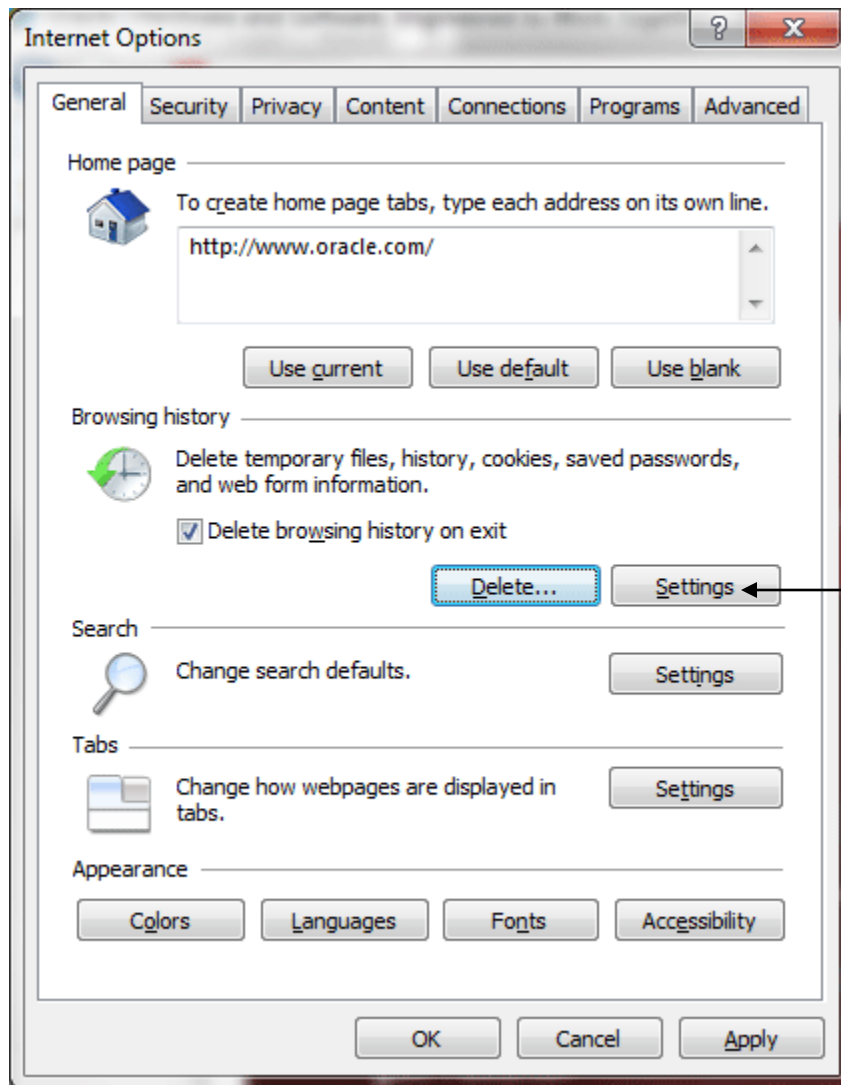 Internet Options
General Security Privacy Content Connections Programs Advanced
Home page
To create home page tabs, type each address on its own line.
http://www.oracle.com/
Use current Use default Use blank
Browsing history
Delete temporary files, history, cookies, saved passwords,
and web form information.
Delete browsing history on exit
Delete... Settings
Search
Change search defaults.
Settings
Tabs
Change how webpages are displayed in
tabs.
Settings
Appearance
Colors Languages Fonts Accessibility
OK Cancel Apply